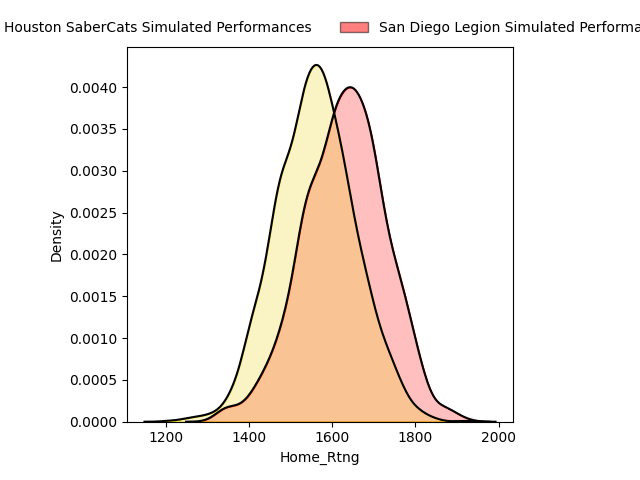 Houston SaberCats Simulated Performances San Diego Legion Simulated Performa
0.0040
0.0035
0.0030
0.0025
0.0020
0.0015
0.0010
0.0005
0.0000
Density
1200 1400 1600 1800 2000
Home_Rtng